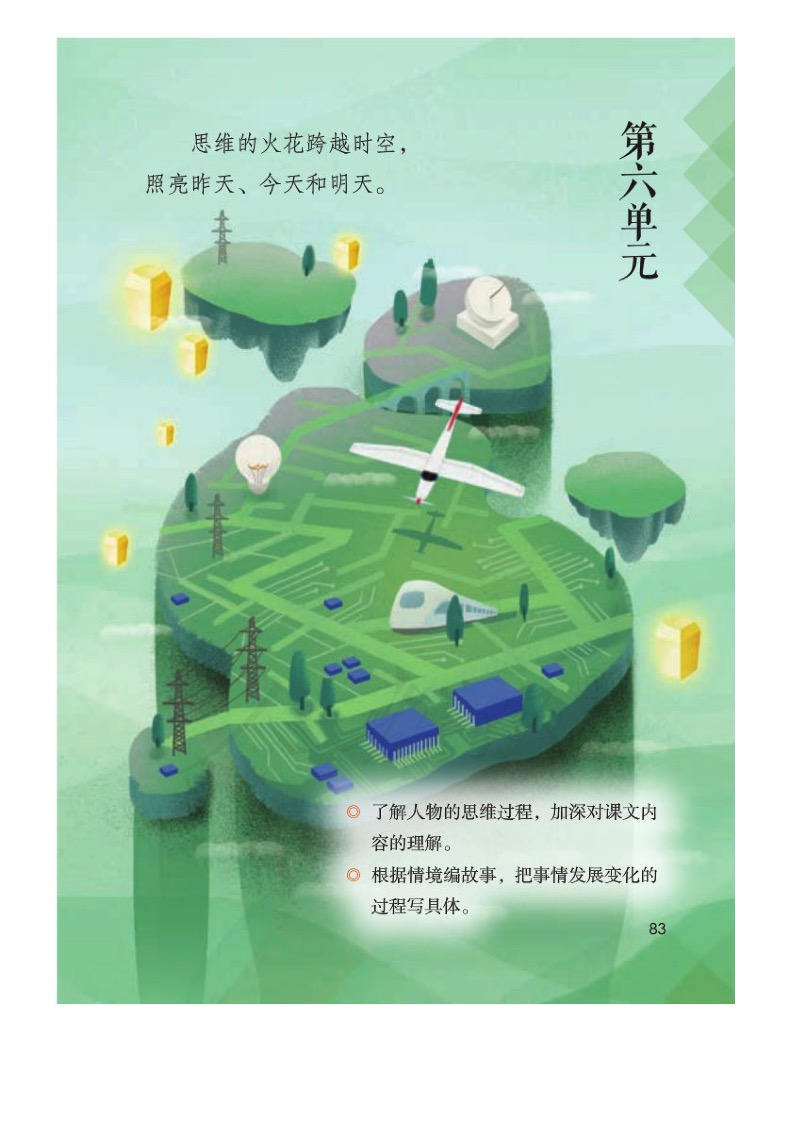 第六单元
思维的火花跨越时空，
照亮昨天、今天和明天。
◎ 了解人物的思维过程，加深对课文内
容的理解。
◎ 根据情境编故事，把事情发展变化的
过程写具体。
83